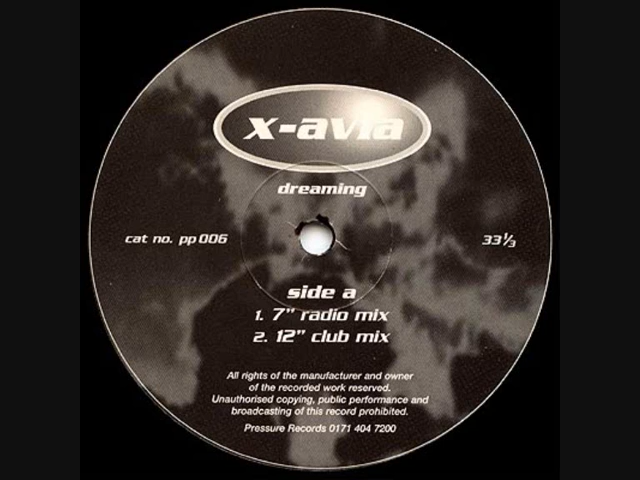 x-avia
dreaming
cat no. pp006
33⅓
side a
1. 7" radio mix
2. 12" club mix
All rights of the manufacturer and owner
of the recorded work reserved.
Unauthorised copying, public performance and
broadcasting of this record prohibited.
Pressure Records 0171 404 7200